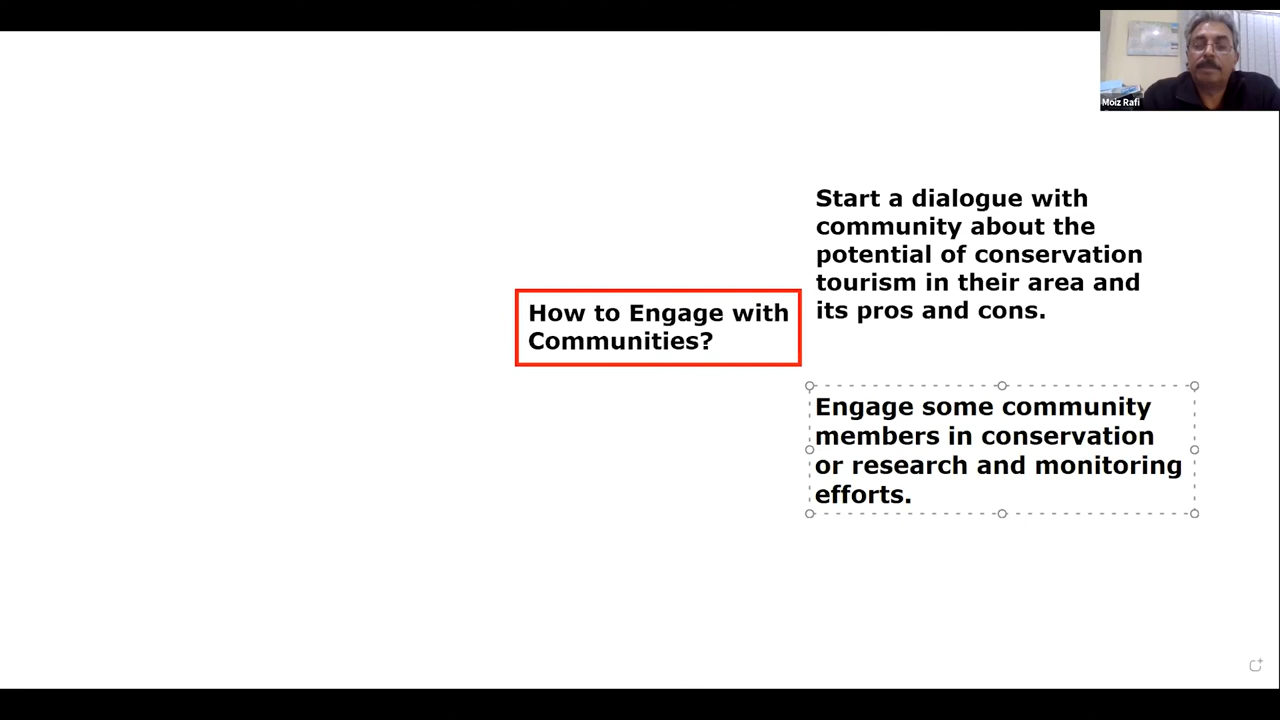 Moiz Rafi
Start a dialogue with
community about the
potential of conservation
tourism in their area and
its pros and cons.
How to Engage with
Communities?
Engage some community
members in conservation
or research and monitoring
efforts.